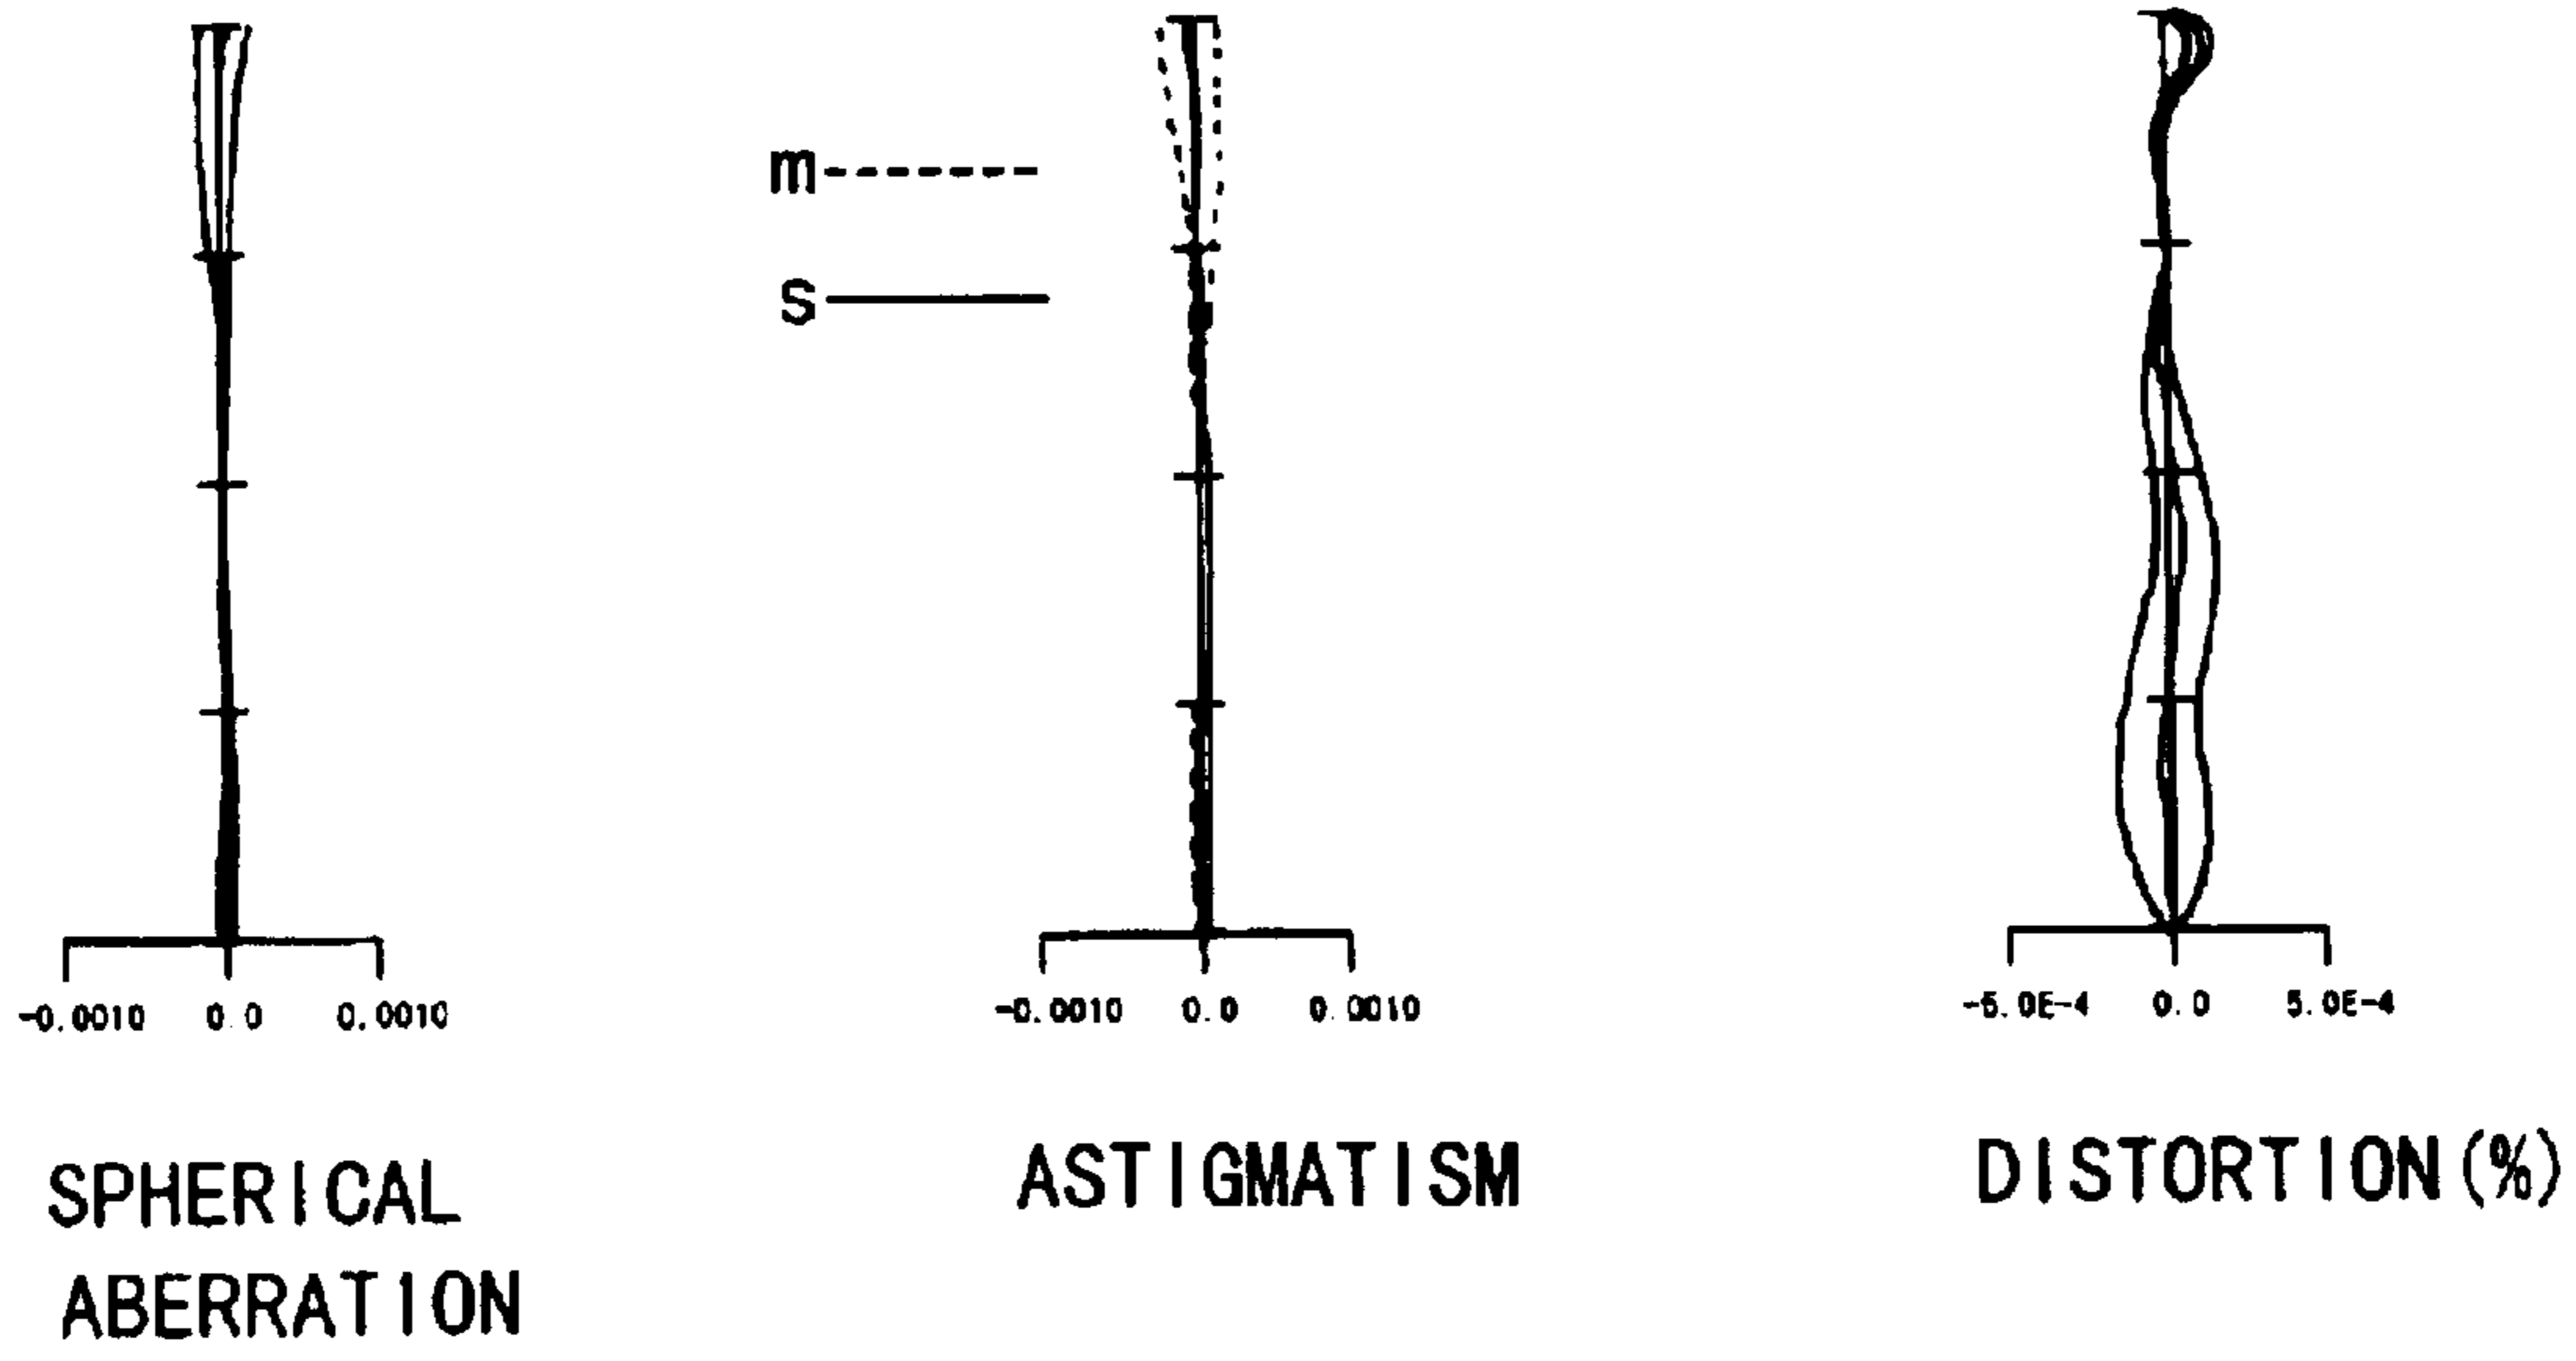 m
s
-0.0010 0.0 0.0010
-0.0010 0.0 0.0010
-5.0E-4 0.0 5.0E-4
SPHERICAL
ABERRATION
ASTIGMATISM
DISTORTION(%)